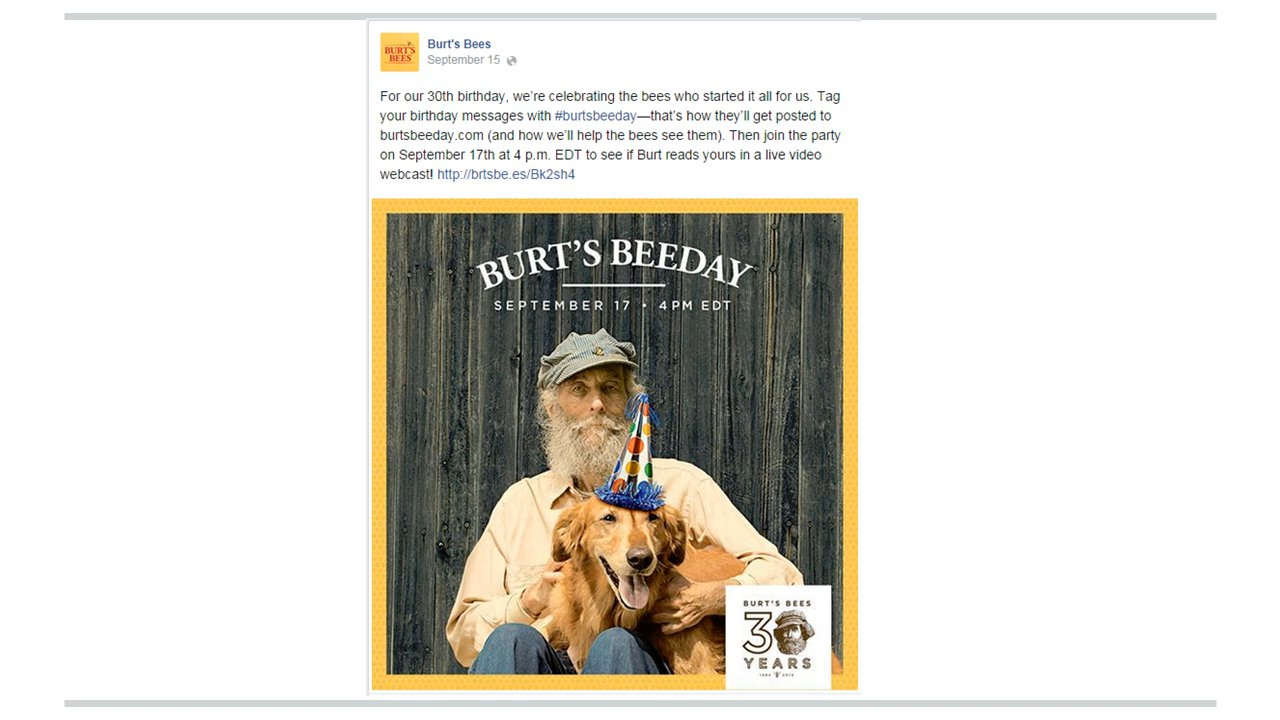 BURT'S
BEES
Burt's Bees
September 15
For our 30th birthday, we're celebrating the bees who started it all for us. Tag
your birthday messages with #burtsbeeday—that's how they'll get posted to
burtsbeeday.com (and how we'll help the bees see them). Then join the party
on September 17th at 4 p.m. EDT to see if Burt reads yours in a live video
webcast! http://brtsbe.es/Bk2sh4
BURT'S BEEDAY
SEPTEMBER 17 • 4PM EDT
BURT'S BEES
30
YEARS